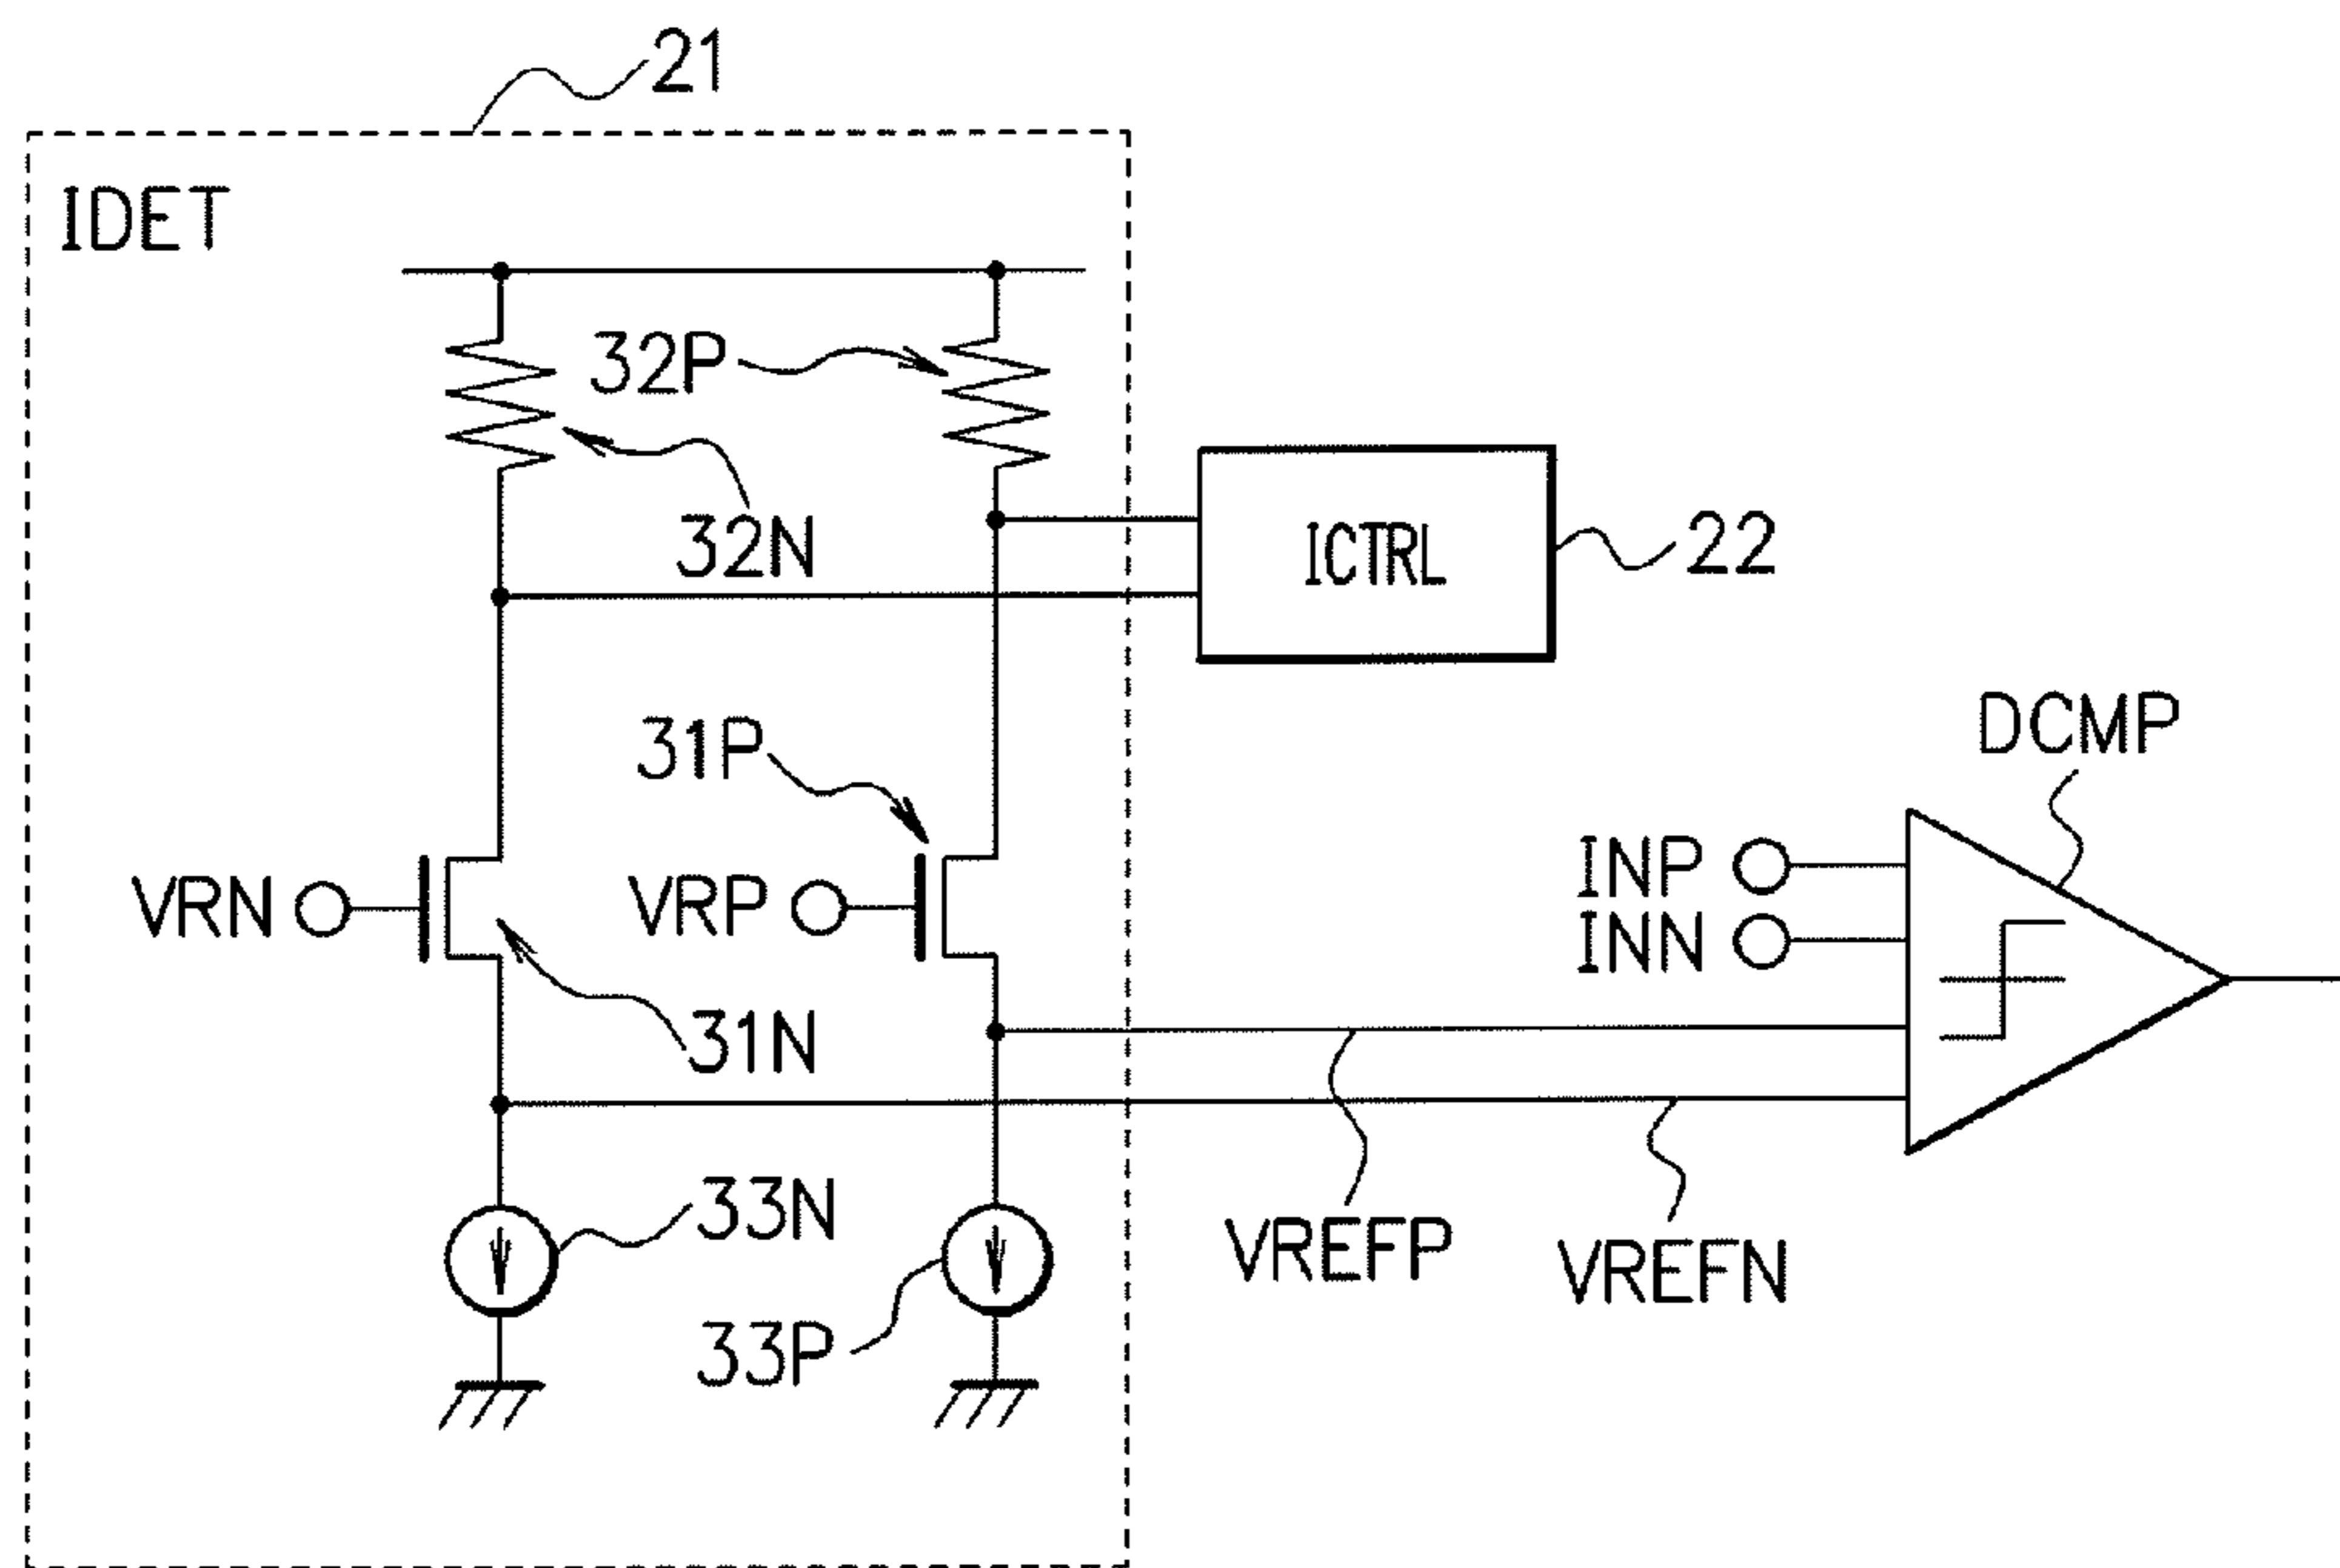 21
IDET
32P
32N
ICTRL
22
31P
DCMP
VRN
VRP
INP
INN
31N
33N
VREFP
VREFN
33P